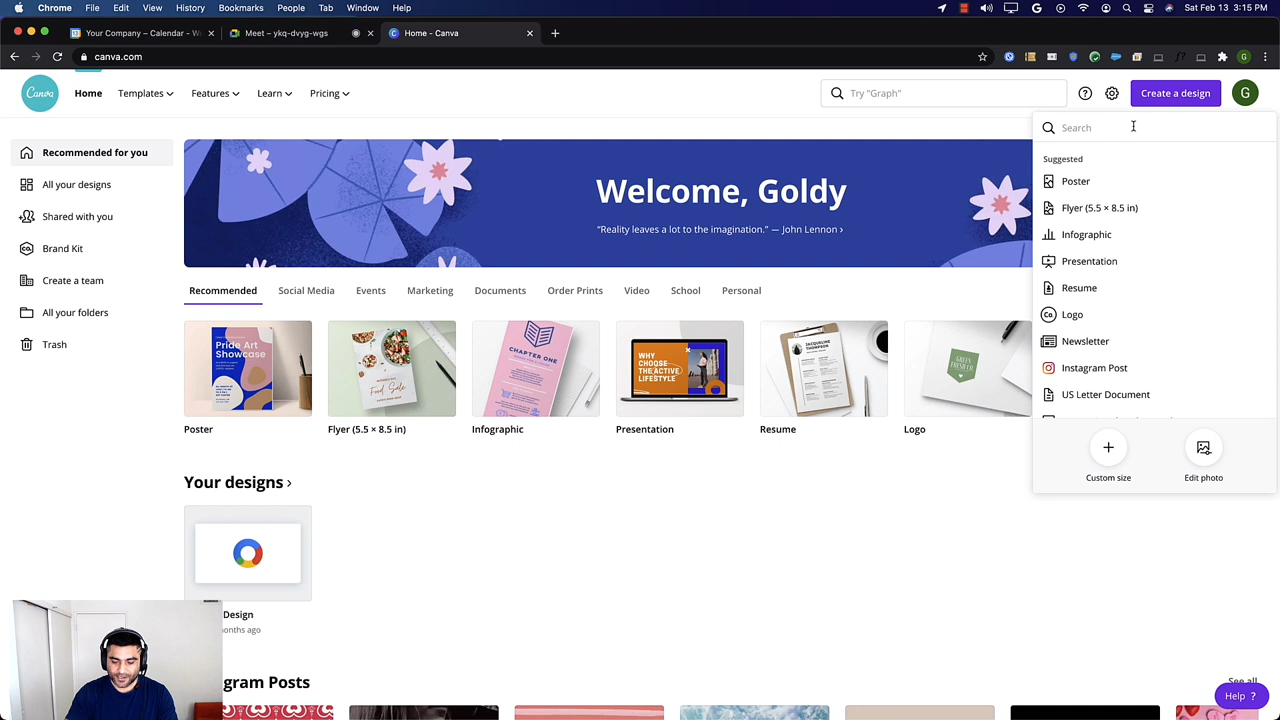 Chrome File Edit View History Bookmarks People Tab Window Help Sat Feb 13 3:15 PM
Your Company – Calendar - W
Meet – ykq-dvyg-wgs
Home - Canva
canva.com
G
Canva
Home Templates Features Learn Pricing
Try "Graph"
Create a design
G
Search
Suggested
Poster
Flyer (5.5 × 8.5 in)
Infographic
Presentation
Resume
Logo
Newsletter
Instagram Post
US Letter Document
Custom size
Edit photo
Recommended for you
All your designs
Shared with you
Brand Kit
Create a team
All your folders
Trash
Welcome, Goldy
“Reality leaves a lot to the imagination.” — John Lennon ›
Recommended Social Media Events Marketing Documents Order Prints Video School Personal
Pride Art
Showcase
Food Gala
CHAPTER ONE
WHY
CHOOSE
THE ACTIVE
LIFESTYLE
JACQUELINE
THOMPSON
Poster
Flyer (5.5 × 8.5 in)
Infographic
Presentation
Resume
Logo
Your designs ›
Design
onths ago
gram Posts
See all
Help ?